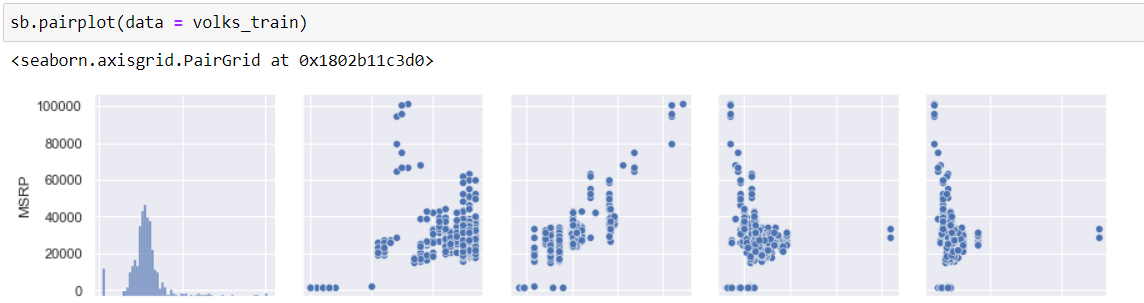 sb.pairplot(data = volks_train)
<seaborn.axisgrid.PairGrid at 0x1802b11c3d0>
100000
80000
60000
40000
20000
0
MSRP